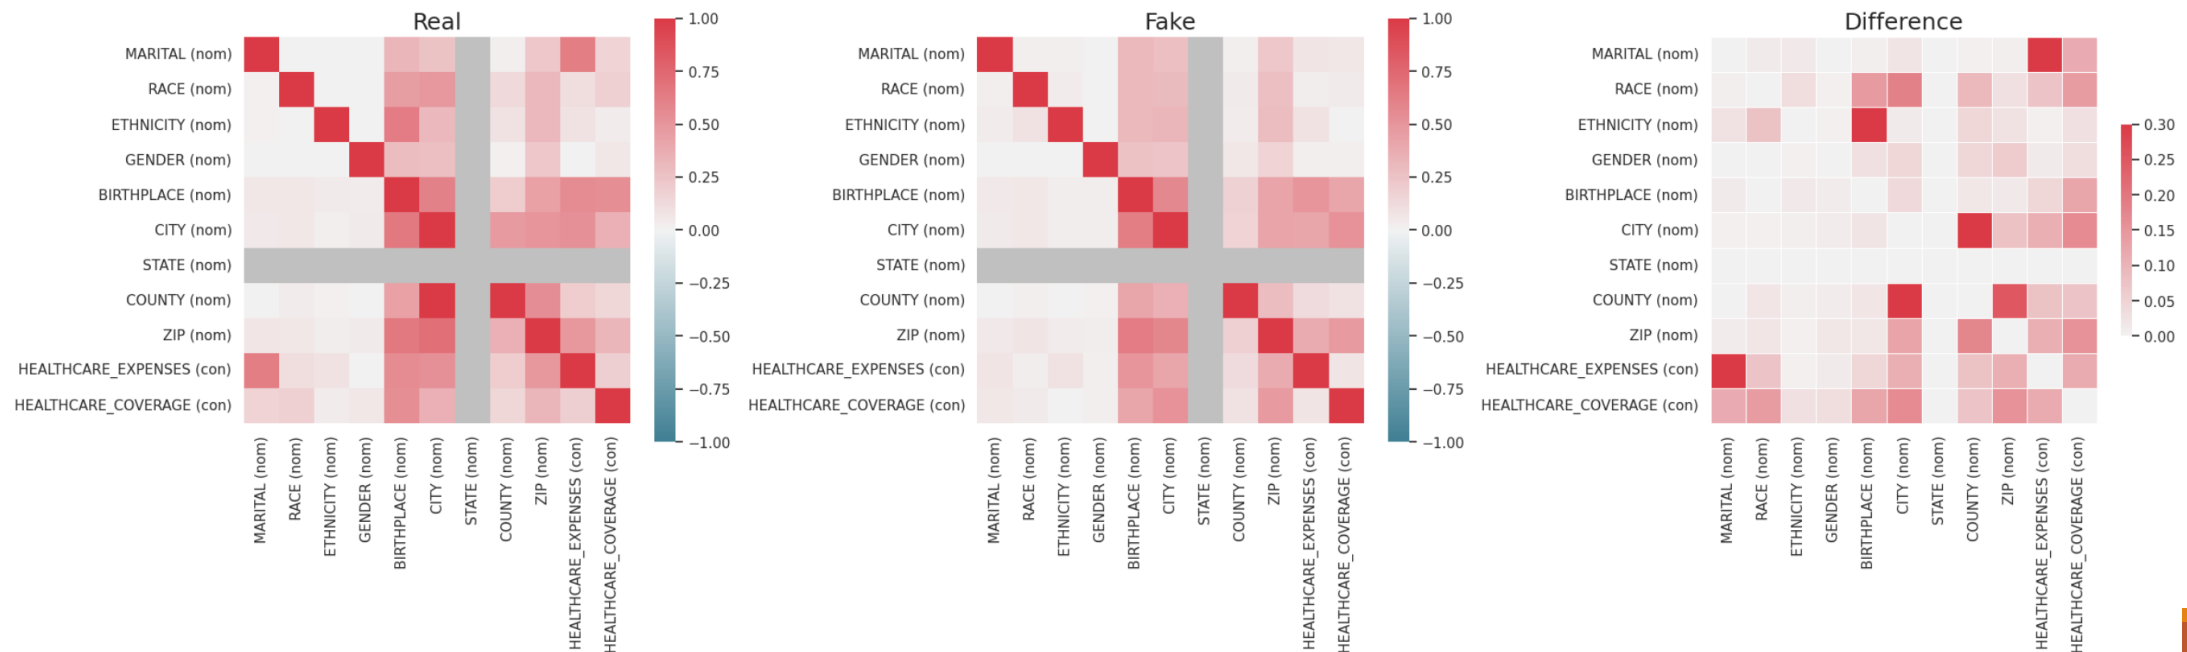 Real
MARITAL (nom)
RACE (nom)
ETHNICITY (nom)
GENDER (nom)
BIRTHPLACE (nom)
CITY (nom)
STATE (nom)
COUNTY (nom)
ZIP (nom)
HEALTHCARE_EXPENSES (con)
HEALTHCARE_COVERAGE (con)
MARITAL (nom)
RACE (nom)
ETHNICITY (nom)
GENDER (nom)
BIRTHPLACE (nom)
CITY (nom)
STATE (nom)
COUNTY (nom)
ZIP (nom)
HEALTHCARE_EXPENSES (con)
HEALTHCARE_COVERAGE (con)
1.00
0.75
0.50
0.25
0.00
−0.25
−0.50
−0.75
−1.00
Fake
MARITAL (nom)
RACE (nom)
ETHNICITY (nom)
GENDER (nom)
BIRTHPLACE (nom)
CITY (nom)
STATE (nom)
COUNTY (nom)
ZIP (nom)
HEALTHCARE_EXPENSES (con)
HEALTHCARE_COVERAGE (con)
MARITAL (nom)
RACE (nom)
ETHNICITY (nom)
GENDER (nom)
BIRTHPLACE (nom)
CITY (nom)
STATE (nom)
COUNTY (nom)
ZIP (nom)
HEALTHCARE_EXPENSES (con)
HEALTHCARE_COVERAGE (con)
1.00
0.75
0.50
0.25
0.00
−0.25
−0.50
−0.75
−1.00
Difference
MARITAL (nom)
RACE (nom)
ETHNICITY (nom)
GENDER (nom)
BIRTHPLACE (nom)
CITY (nom)
STATE (nom)
COUNTY (nom)
ZIP (nom)
HEALTHCARE_EXPENSES (con)
HEALTHCARE_COVERAGE (con)
MARITAL (nom)
RACE (nom)
ETHNICITY (nom)
GENDER (nom)
BIRTHPLACE (nom)
CITY (nom)
STATE (nom)
COUNTY (nom)
ZIP (nom)
HEALTHCARE_EXPENSES (con)
HEALTHCARE_COVERAGE (con)
0.30
0.25
0.20
0.15
0.10
0.05
0.00